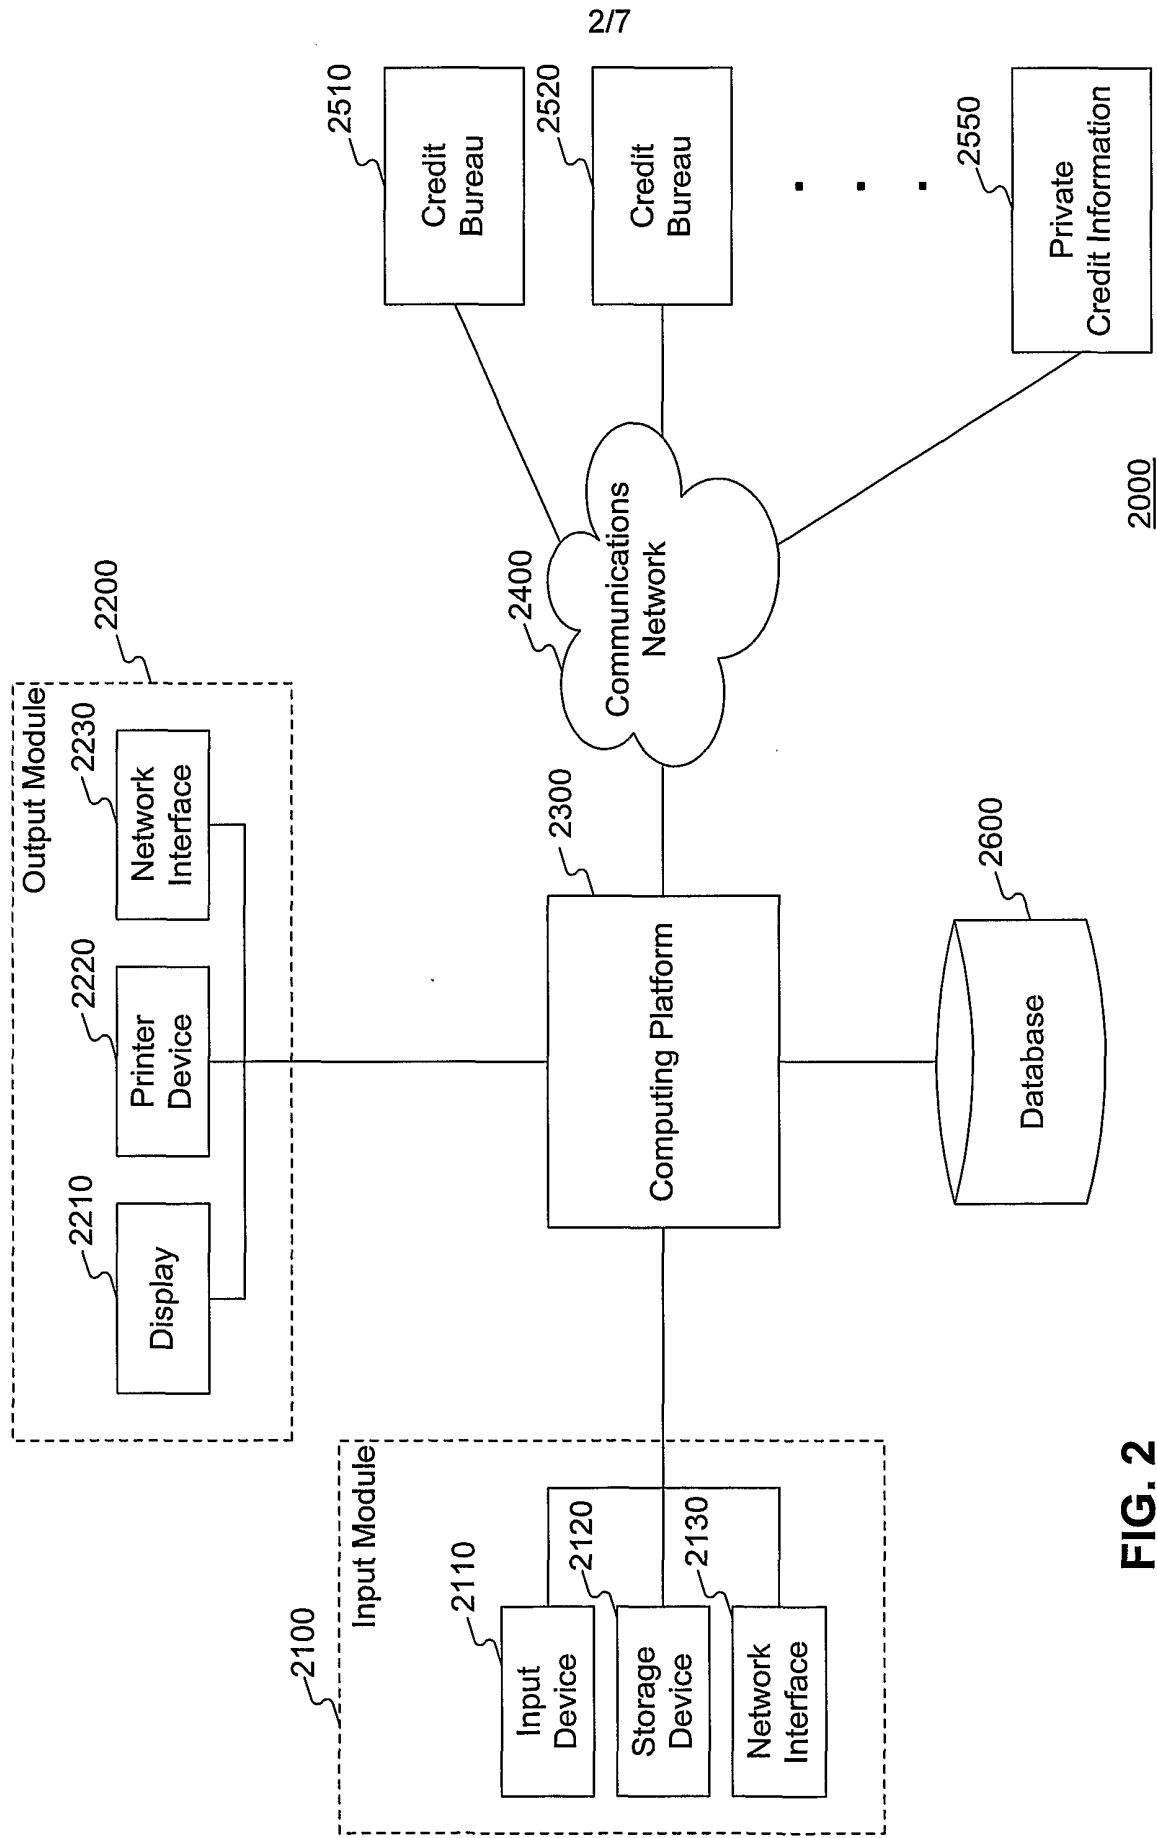 2/7
Output Module
2200
2210
Display
2220
Printer
Device
2230
Network
Interface
2100
Input Module
2110
Input
Device
2120
Storage
Device
2130
Network
Interface
2300
Computing Platform
2400
Communications
Network
2510
Credit
Bureau
2520
Credit
Bureau
2550
Private
Credit Information
2600
Database
2000
FIG. 2